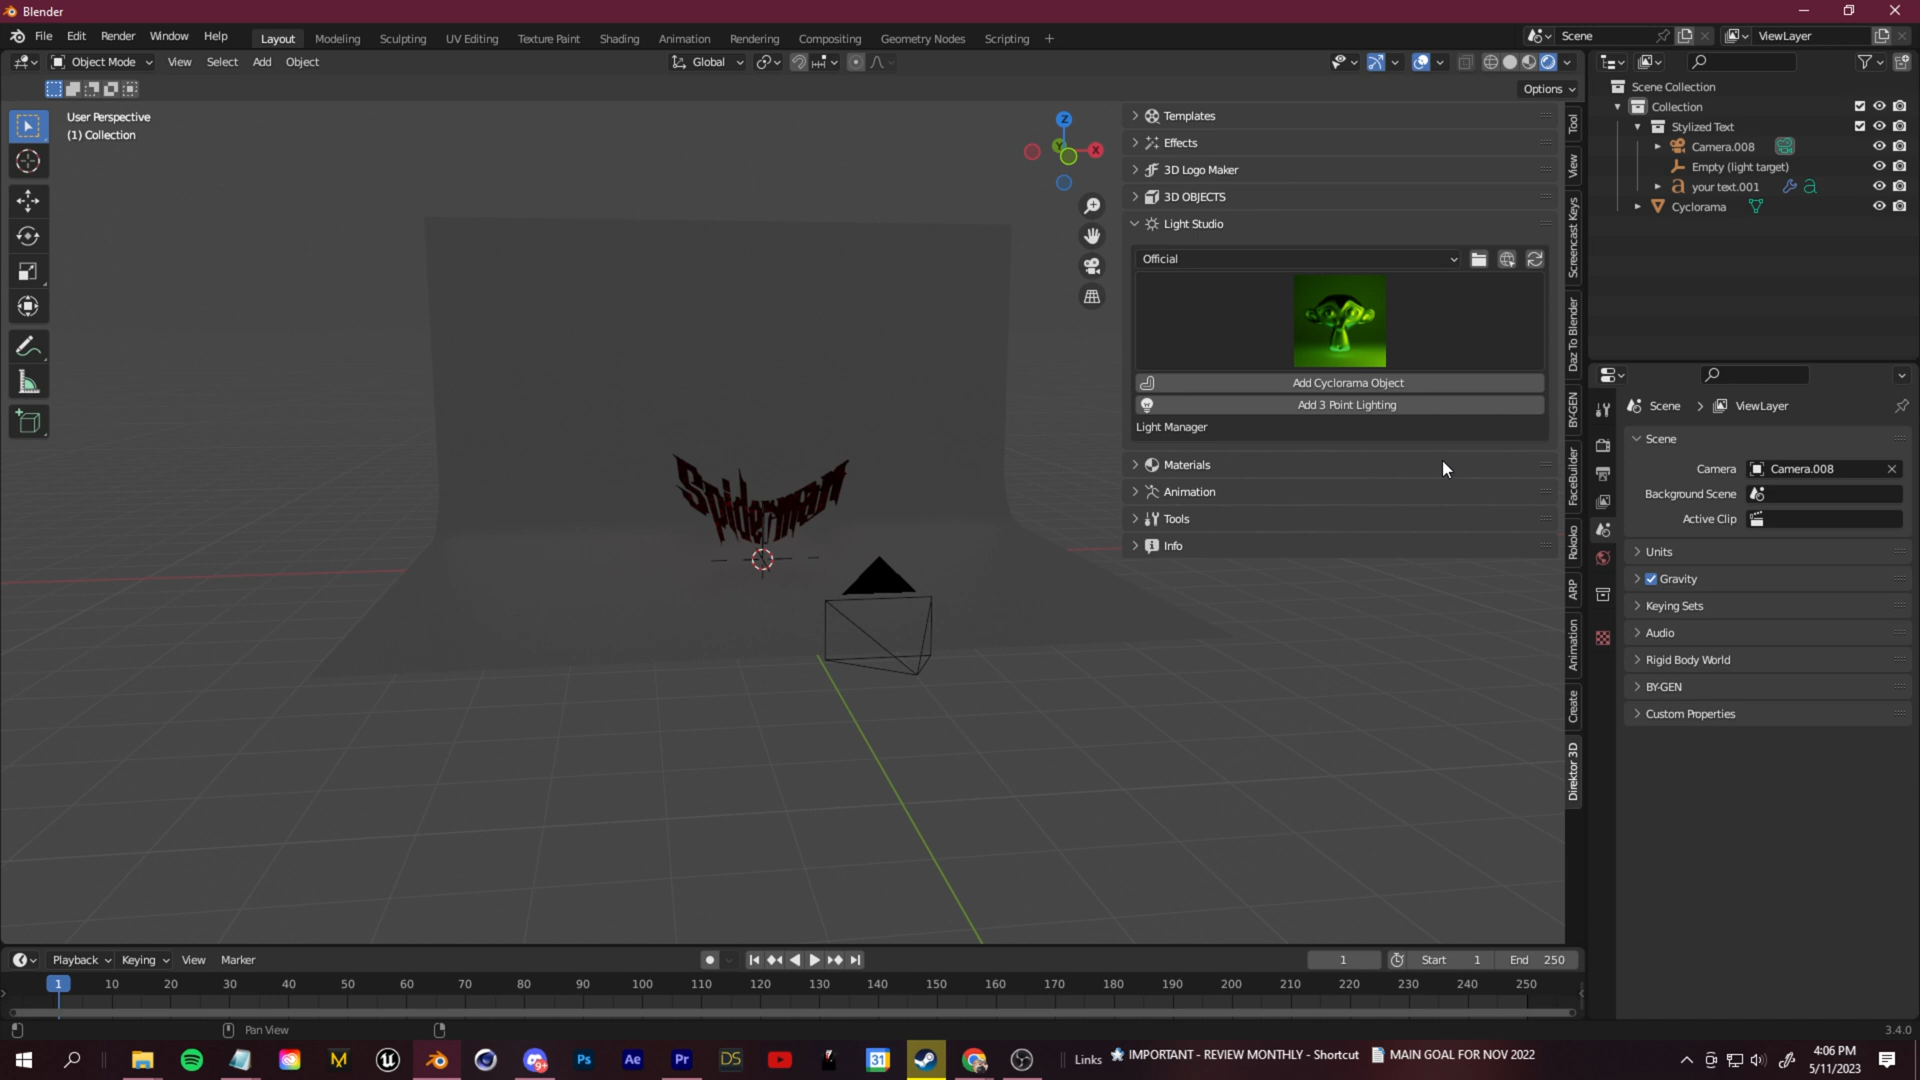 Blender
File Edit Render Window Help Layout Modeling Sculpting UV Editing Texture Paint Shading Animation Rendering Compositing Geometry Nodes Scripting + Scene ViewLayer
Object Mode View Select Add Object Global
Options
User Perspective
(1) Collection
Z
Y
X
Spiderman
Templates
Effects
3D Logo Maker
3D OBJECTS
Light Studio
Official
Add Cyclorama Object
Add 3 Point Lighting
Light Manager
Materials
Animation
Tools
Info
Tool
View
Screencast Keys
Daz To Blender
BY-GEN
FaceBuilder
Rokoko
ARP
Animation
Create
Direktor 3D
Scene Collection
Collection
Stylized Text
Camera.008
Empty (light target)
your text.001
Cyclorama
Scene > ViewLayer
Scene
Camera Camera.008
Background Scene
Active Clip
Units
Gravity
Keying Sets
Audio
Rigid Body World
BY-GEN
Custom Properties
Playback Keying View Marker 1 Start 1 End 250
1 10 20 30 40 50 60 70 80 90 100 110 120 130 140 150 160 170 180 190 200 210 220 230 240 250
Pan View 3.4.0
9+ Ps Ae Pr DS 31 Links IMPORTANT - REVIEW MONTHLY - Shortcut MAIN GOAL FOR NOV 2022
4:06 PM
5/11/2023